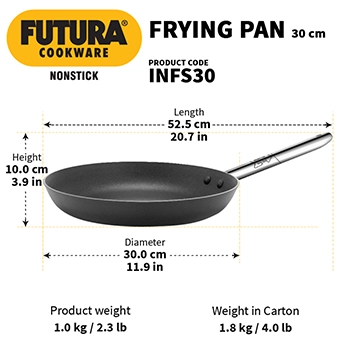 FUTURA®
COOKWARE
NONSTICK
FRYING PAN 30 cm
PRODUCT CODE
INFS30
Length
52.5 cm
20.7 in
Height
10.0 cm
3.9 in
Diameter
30.0 cm
11.9 in
Product weight
1.0 kg / 2.3 lb
Weight in Carton
1.8 kg / 4.0 lb